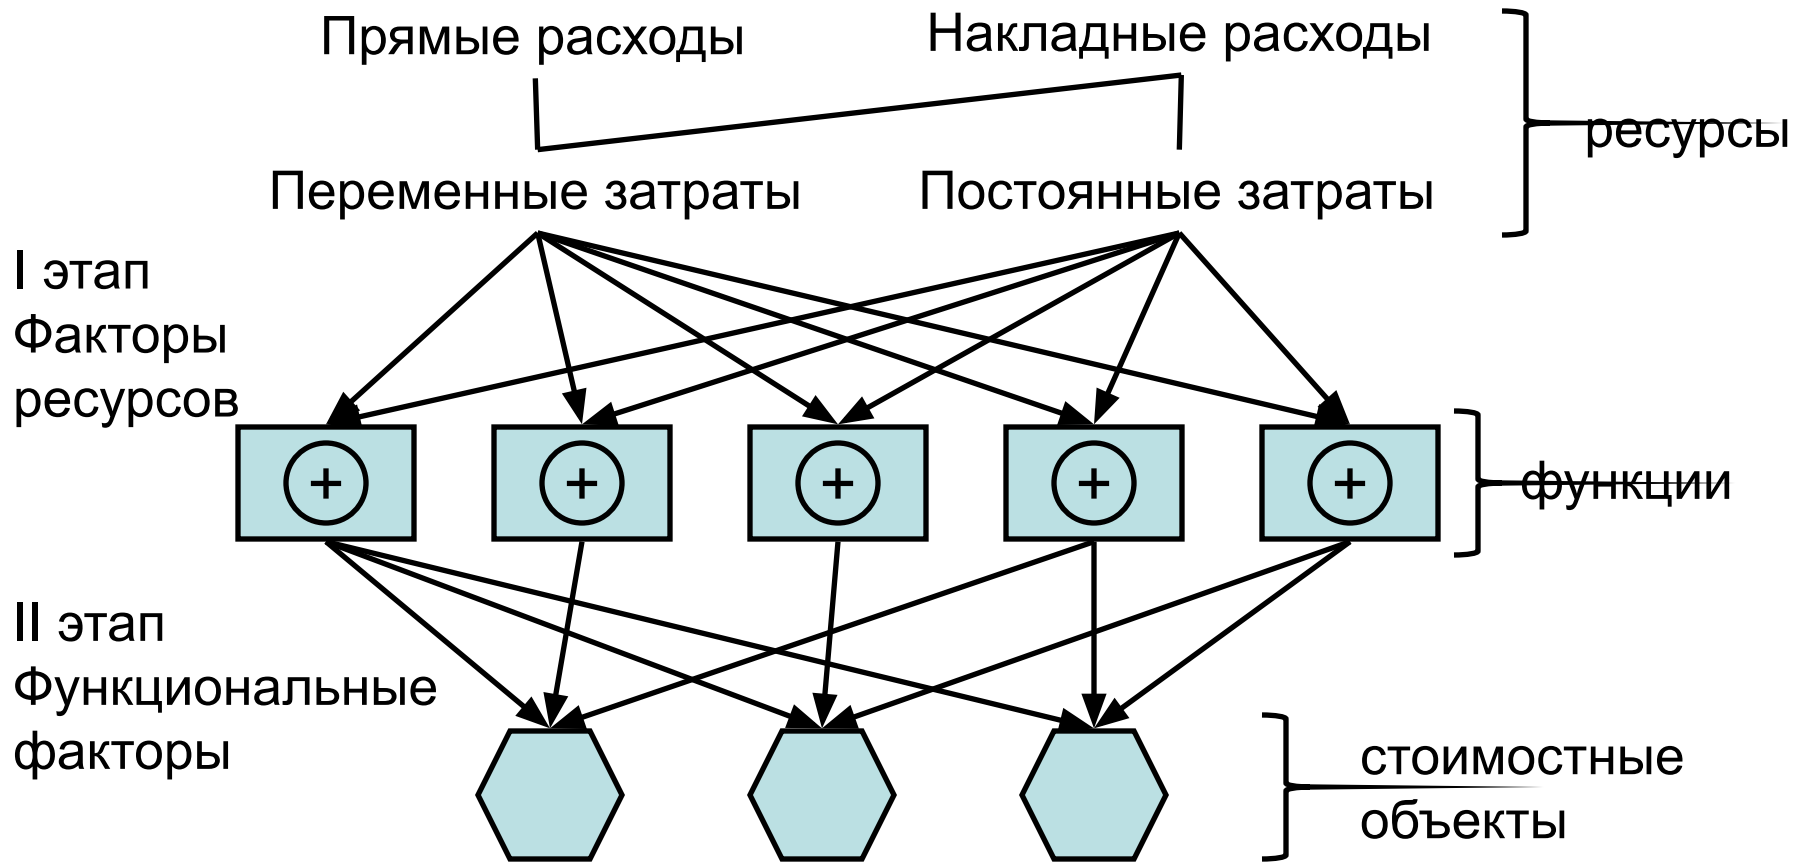 Прямые расходы
Накладные расходы
ресурсы
Переменные затраты
Постоянные затраты
I этап
Факторы
ресурсов
+
+
+
+
+
функции
II этап
Функциональные
факторы
стоимостные
объекты